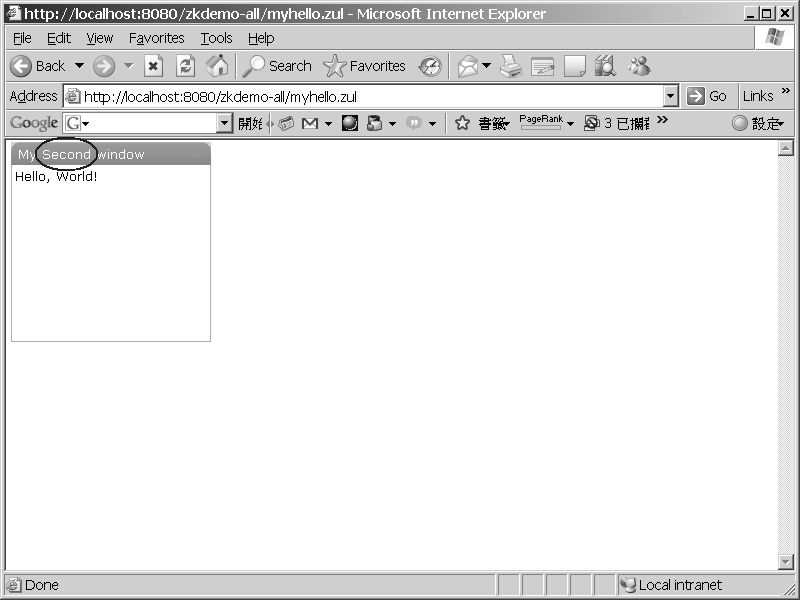 http://localhost:8080/zkdemo-all/myhello.zul - Microsoft Internet Explorer
File Edit View Favorites Tools Help
Back Search Favorites
Address http://localhost:8080/zkdemo-all/myhello.zul Go Links »
Google G 開始 書籤 PageRank 3 已攔 » 設定
My Second window
Hello, World!
Done Local intranet